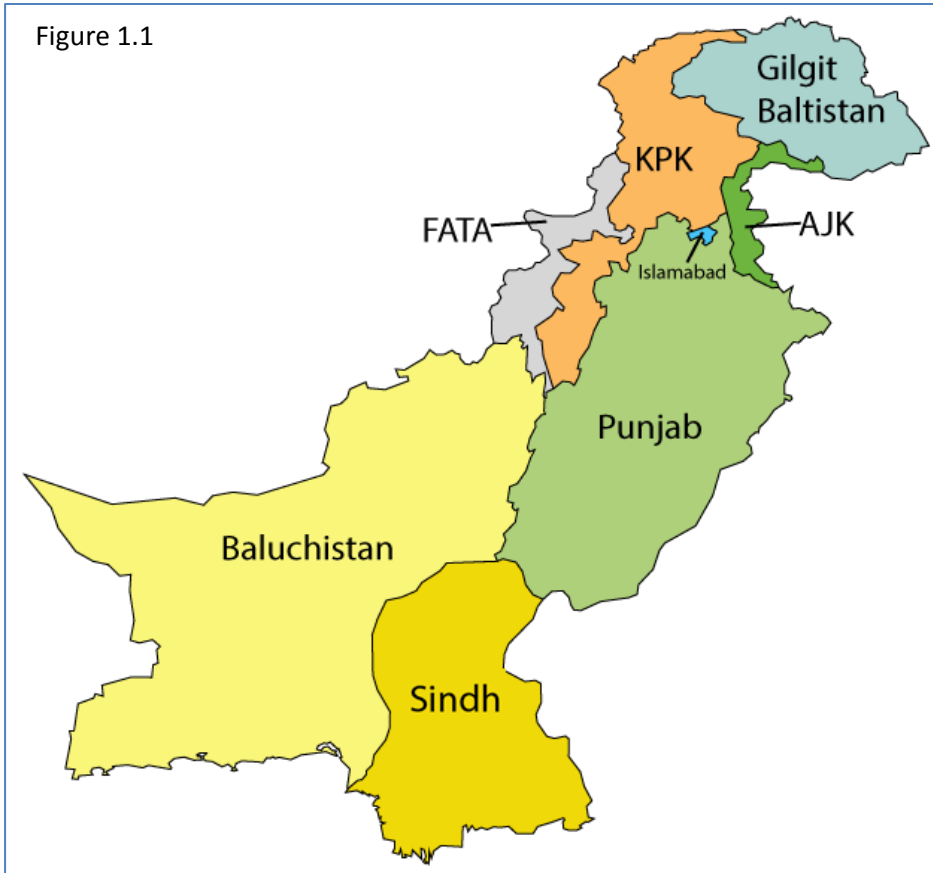 Figure 1.1
Gilgit
Baltistan
KPK
FATA
AJK
Islamabad
Punjab
Baluchistan
Sindh